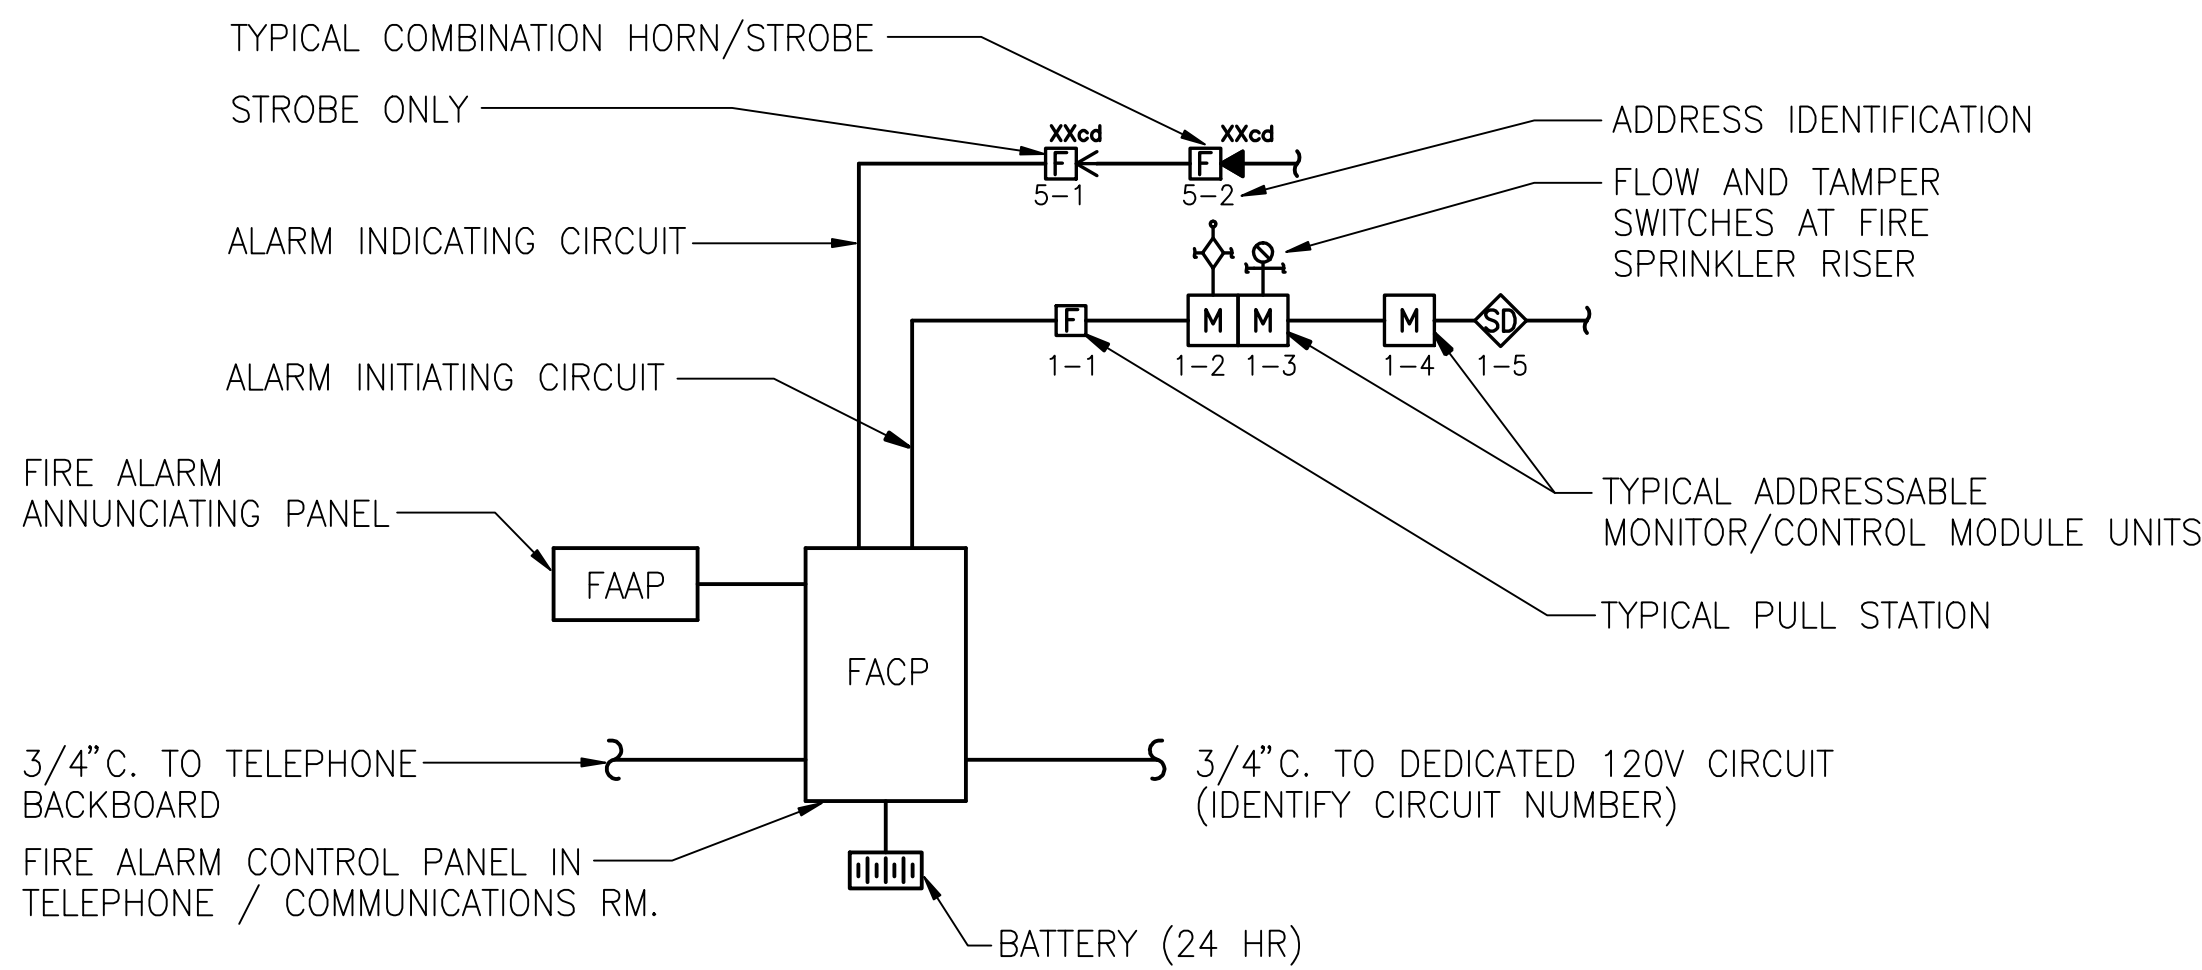 TYPICAL COMBINATION HORN/STROBE
STROBE ONLY
XXcd
XXcd
F
F
5-1
5-2
ADDRESS IDENTIFICATION
FLOW AND TAMPER
SWITCHES AT FIRE
SPRINKLER RISER
ALARM INDICATING CIRCUIT
F
M
M
M
SD
1-1
1-2
1-3
1-4
1-5
ALARM INITIATING CIRCUIT
FIRE ALARM
ANNUNCIATING PANEL
TYPICAL ADDRESSABLE
MONITOR/CONTROL MODULE UNITS
FAAP
TYPICAL PULL STATION
FACP
3/4"C. TO TELEPHONE
BACKBOARD
3/4"C. TO DEDICATED 120V CIRCUIT
(IDENTIFY CIRCUIT NUMBER)
FIRE ALARM CONTROL PANEL IN
TELEPHONE / COMMUNICATIONS RM.
BATTERY (24 HR)